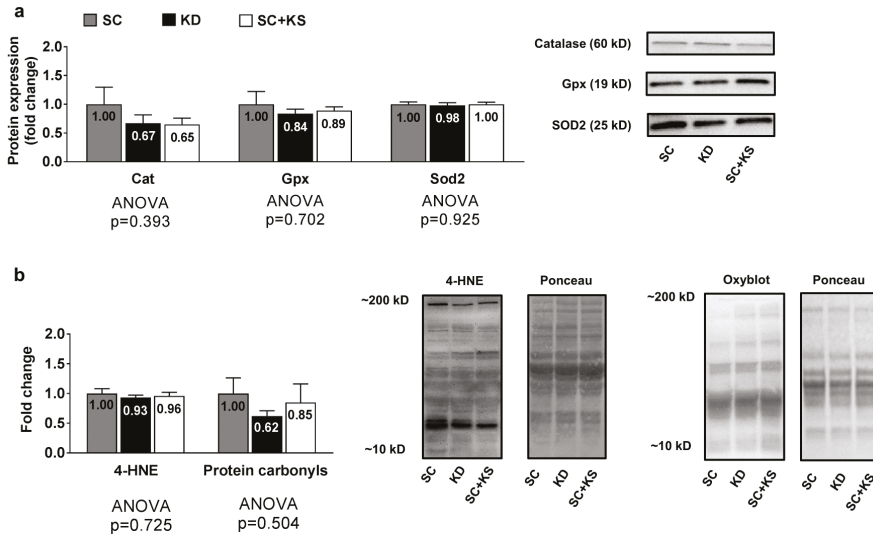 a
SC KD SC+KS
Protein expression
(fold change)
2.0
1.5
1.0
0.5
0.0
1.00 0.67 0.65
1.00 0.84 0.89
1.00 0.98 1.00
Cat Gpx Sod2
ANOVA ANOVA ANOVA
p=0.393 p=0.702 p=0.925
Catalase (60 kD)
Gpx (19 kD)
SOD2 (25 kD)
SC KD SC+KS
b
Fold change
2.0
1.5
1.0
0.5
0.0
1.00 0.93 0.96
1.00 0.62 0.85
4-HNE Protein carbonyls
ANOVA ANOVA
p=0.725 p=0.504
4-HNE Ponceau
~200 kD
~10 kD
SC KD SC+KS SC KD SC+KS
Oxyblot Ponceau
~200 kD
~10 kD
SC KD SC+KS SC KD SC+KS